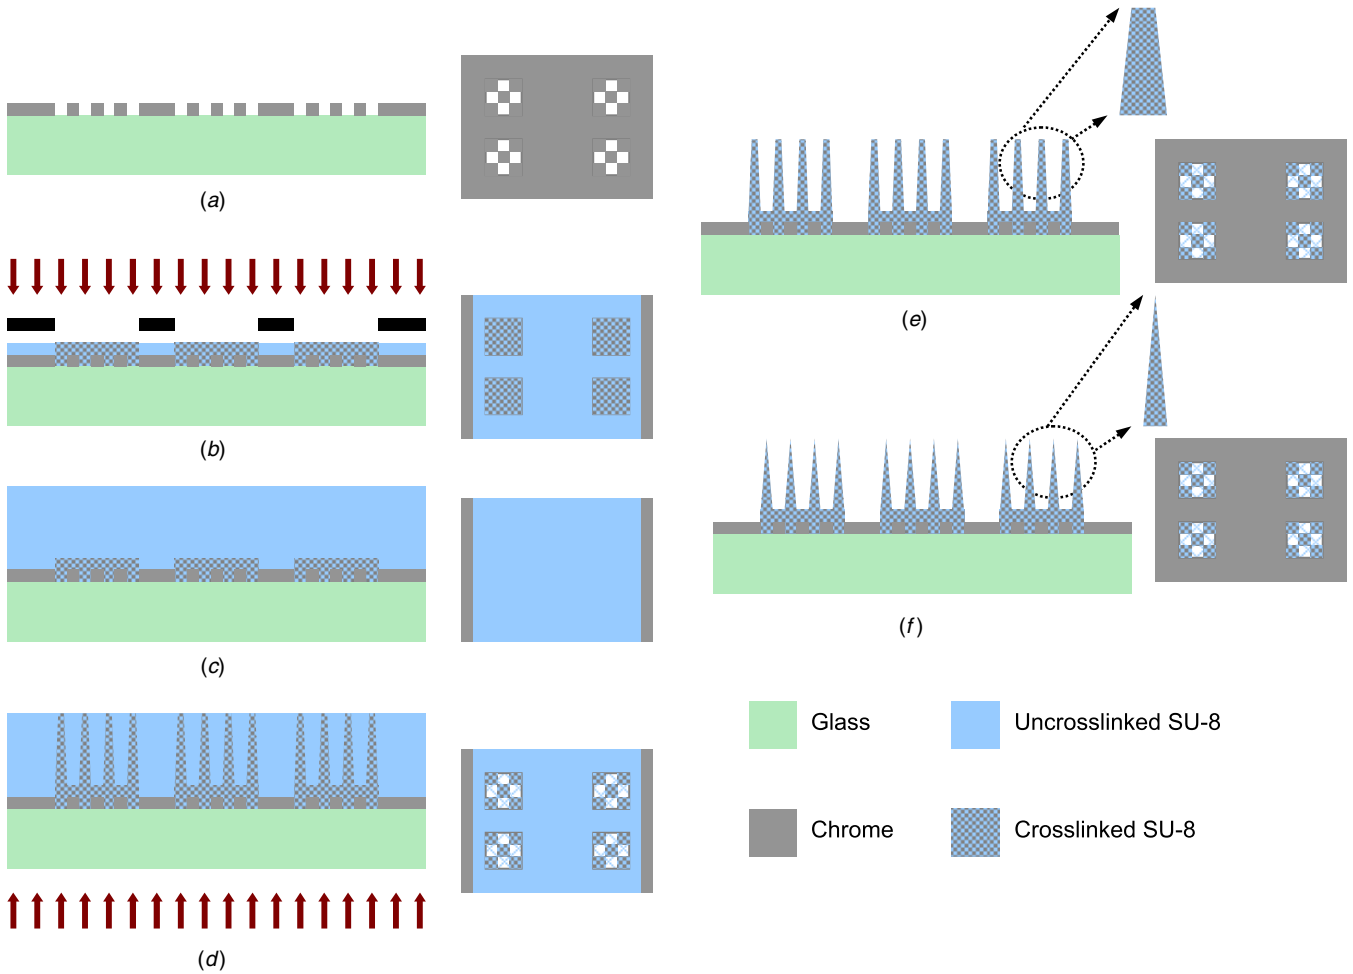 (a)
(b)
(c)
(d)
(e)
(f)
Glass
Uncrosslinked SU-8
Chrome
Crosslinked SU-8